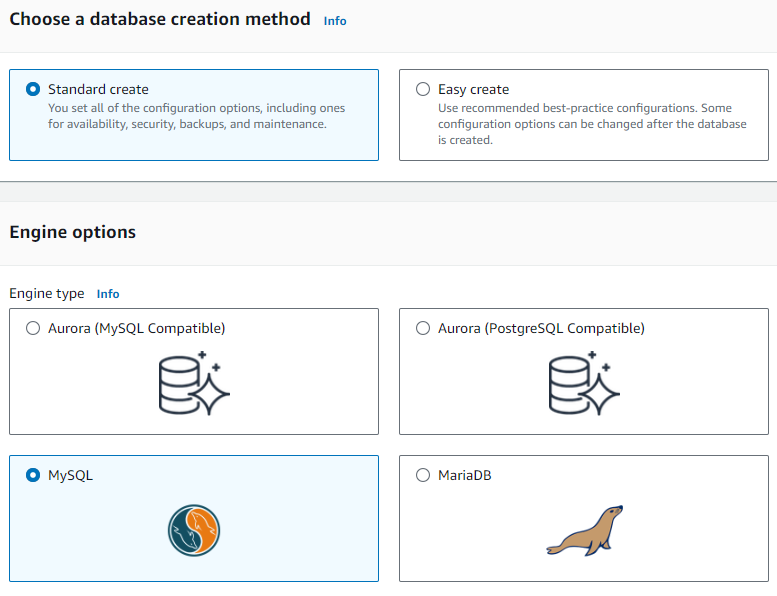 Choose a database creation method Info
Standard create
You set all of the configuration options, including ones
for availability, security, backups, and maintenance.
Easy create
Use recommended best-practice configurations. Some
configuration options can be changed after the database
is created.
Engine options
Engine type Info
Aurora (MySQL Compatible)
Aurora (PostgreSQL Compatible)
MySQL
MariaDB